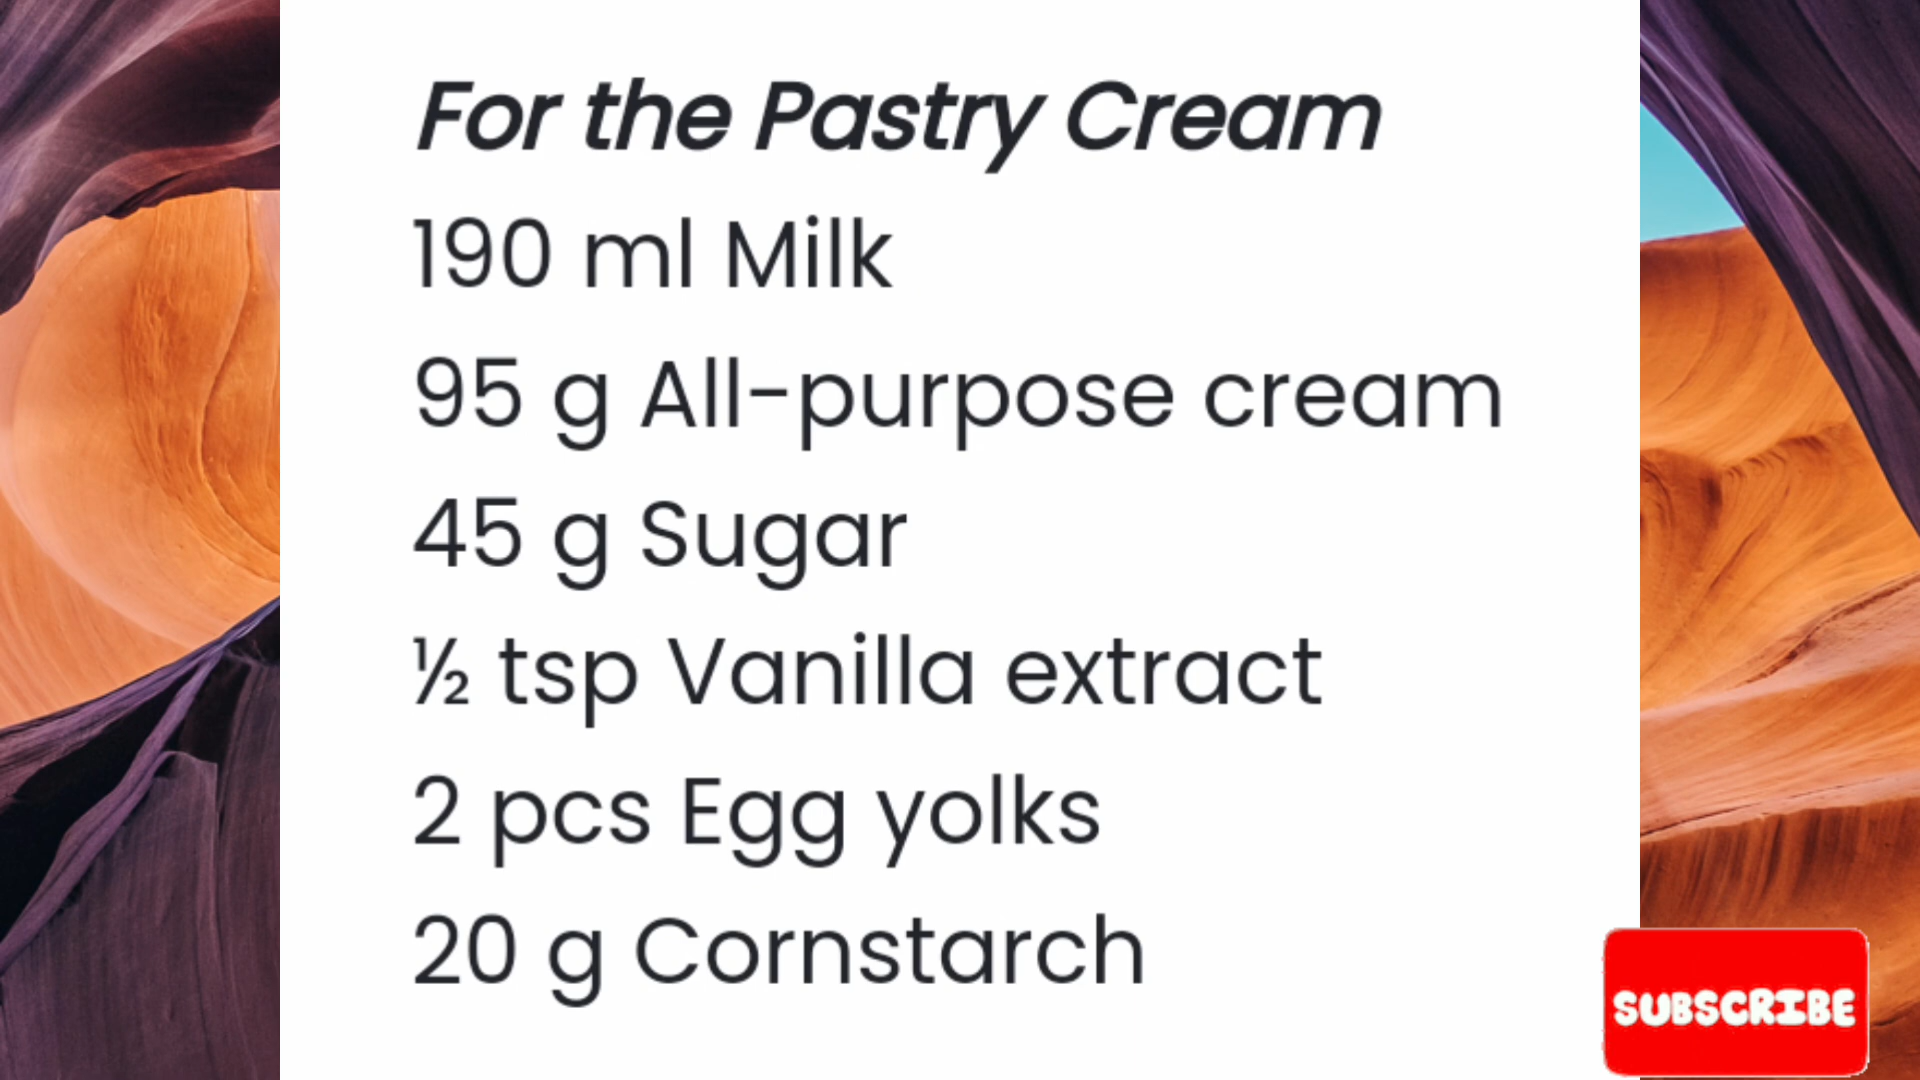 For the Pastry Cream
190 ml Milk
95 g All-purpose cream
45 g Sugar
½ tsp Vanilla extract
2 pcs Egg yolks
20 g Cornstarch
SUBSCRIBE